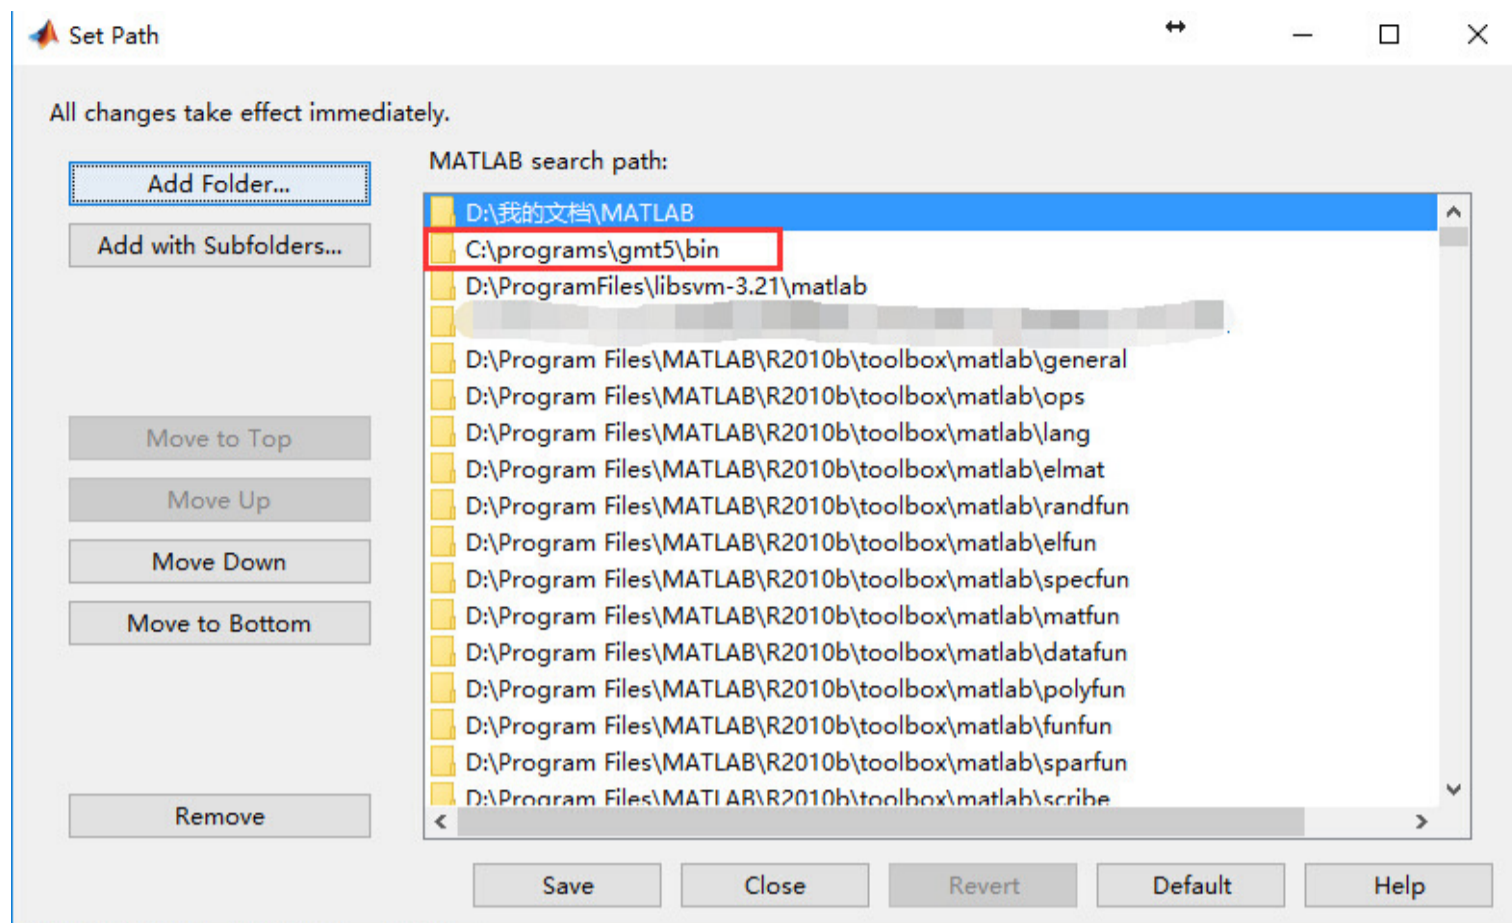 Set Path
All changes take effect immediately.
Add Folder...
Add with Subfolders...
Move to Top
Move Up
Move Down
Move to Bottom
Remove
MATLAB search path:
D:\我的文档\MATLAB
C:\programs\gmt5\bin
D:\ProgramFiles\libsvm-3.21\matlab
D:\Program Files\MATLAB\R2010b\toolbox\matlab\general
D:\Program Files\MATLAB\R2010b\toolbox\matlab\ops
D:\Program Files\MATLAB\R2010b\toolbox\matlab\lang
D:\Program Files\MATLAB\R2010b\toolbox\matlab\elmat
D:\Program Files\MATLAB\R2010b\toolbox\matlab\randfun
D:\Program Files\MATLAB\R2010b\toolbox\matlab\elfun
D:\Program Files\MATLAB\R2010b\toolbox\matlab\specfun
D:\Program Files\MATLAB\R2010b\toolbox\matlab\matfun
D:\Program Files\MATLAB\R2010b\toolbox\matlab\datafun
D:\Program Files\MATLAB\R2010b\toolbox\matlab\polyfun
D:\Program Files\MATLAB\R2010b\toolbox\matlab\funfun
D:\Program Files\MATLAB\R2010b\toolbox\matlab\sparfun
D:\Program Files\MATLAB\R2010b\toolbox\matlab\scribe
Save
Close
Revert
Default
Help